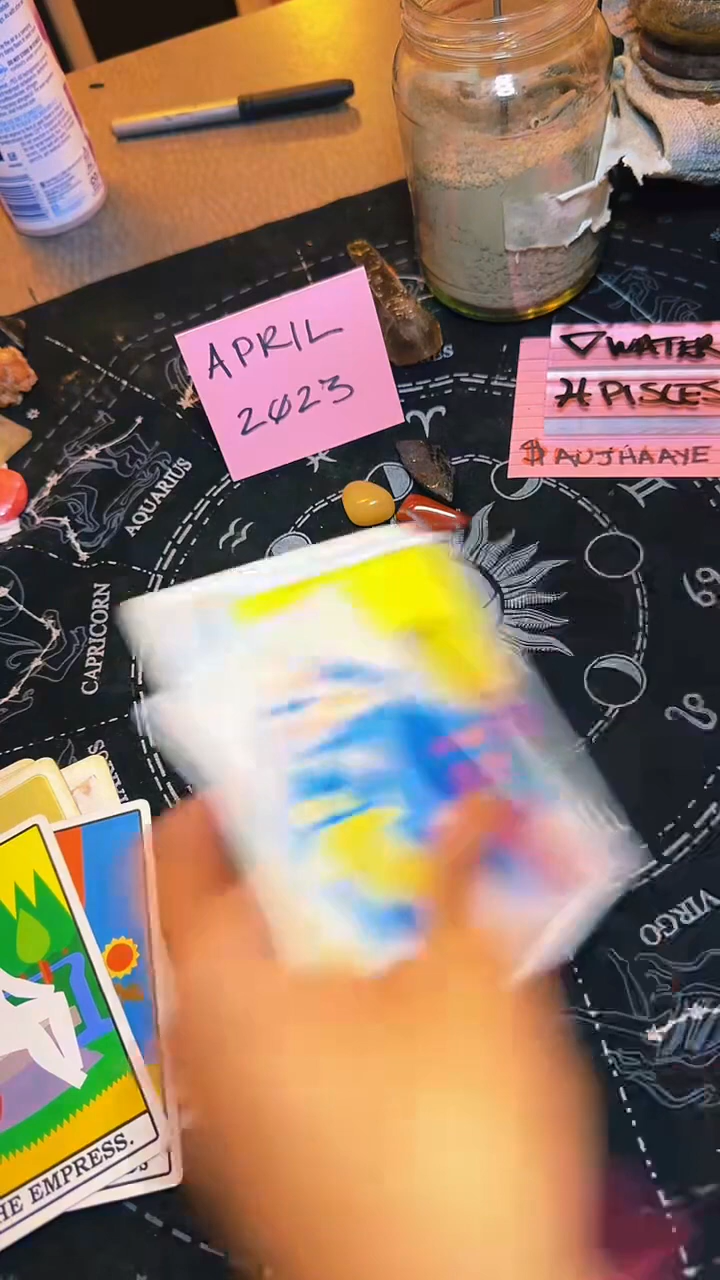 APRIL
2023
▽ WATER
♓ PISCES
$ AUJHAAYE
AQUARIUS
CAPRICORN
VIRGO
THE EMPRESS.